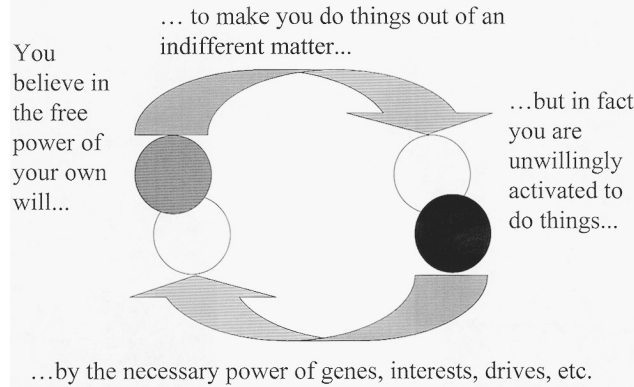 You
believe in
the free
power of
your own
will...
... to make you do things out of an
indifferent matter...
...but in fact
you are
unwillingly
activated to
do things...
...by the necessary power of genes, interests, drives, etc.